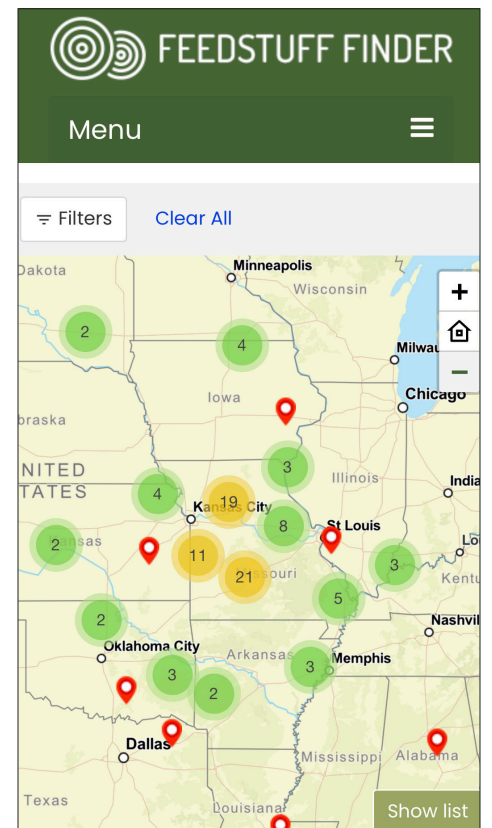 FEEDSTUFF FINDER
Menu
Filters
Clear All
Dakota
Minneapolis
Wisconsin
+
2
4
Milwau
−
Iowa
Chicago
braska
3
NITED
TATES
Illinois
India
4
19
Kansas City
8
St Louis
2
Kansas
11
3
Lo
21
Missouri
Kentu
5
2
Nashvil
Oklahoma City
Arkansas
3
Memphis
3
2
Dallas
Mississippi
Alabama
Texas
Louisiana
Show list